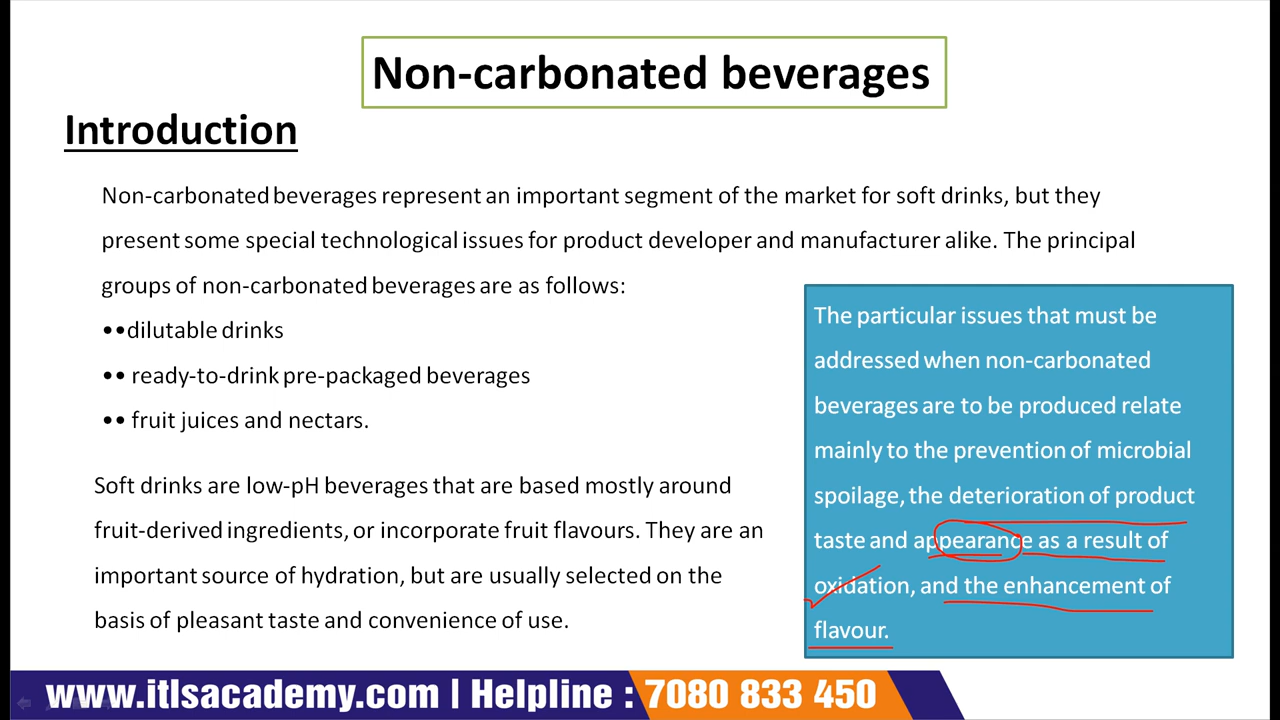 Non-carbonated beverages
Introduction
Non-carbonated beverages represent an important segment of the market for soft drinks, but they
present some special technological issues for product developer and manufacturer alike. The principal
groups of non-carbonated beverages are as follows:
••dilutable drinks
•• ready-to-drink pre-packaged beverages
•• fruit juices and nectars.
Soft drinks are low-pH beverages that are based mostly around
fruit-derived ingredients, or incorporate fruit flavours. They are an
important source of hydration, but are usually selected on the
basis of pleasant taste and convenience of use.
The particular issues that must be
addressed when non-carbonated
beverages are to be produced relate
mainly to the prevention of microbial
spoilage, the deterioration of product
taste and appearance as a result of
oxidation, and the enhancement of
flavour.
www.itlsacademy.com | Helpline : 7080 833 450